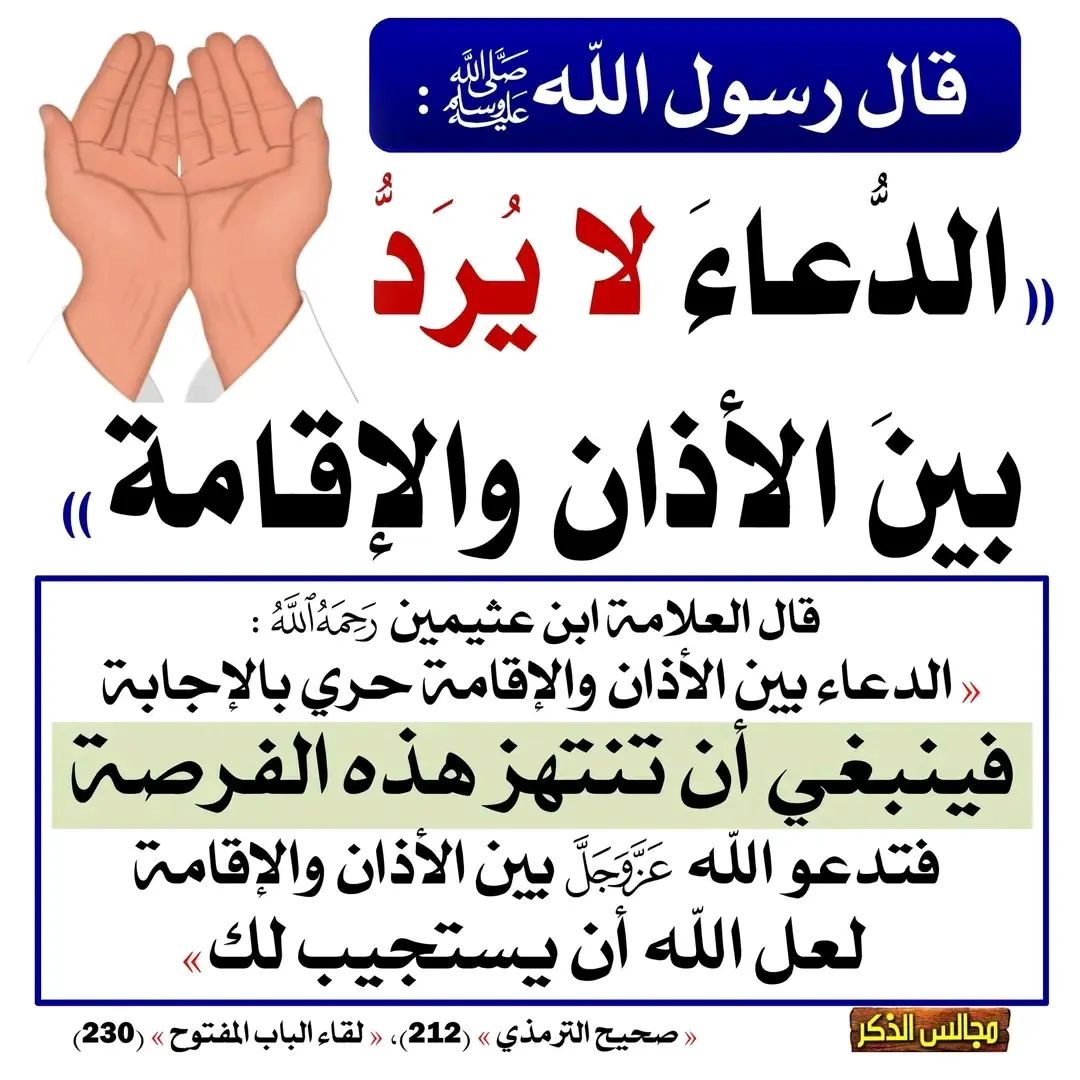 قال رسول الله ﷺ :
(( الدُّعاءَ لا يُرَدُّ
بينَ الأذان والإقامة ))
قال العلامة ابن عثيمين رَحِمَهُ ٱللَّهُ :
« الدعاء بين الأذان والإقامة حري بالإجابة
فينبغي أن تنتهز هذه الفرصة
فتدعو الله عَزَّوَجَلَّ بين الأذان والإقامة
لعل الله أن يستجيب لك »
« صحيح الترمذي » (212)، « لقاء الباب المفتوح » (230)
مجالس الذكر